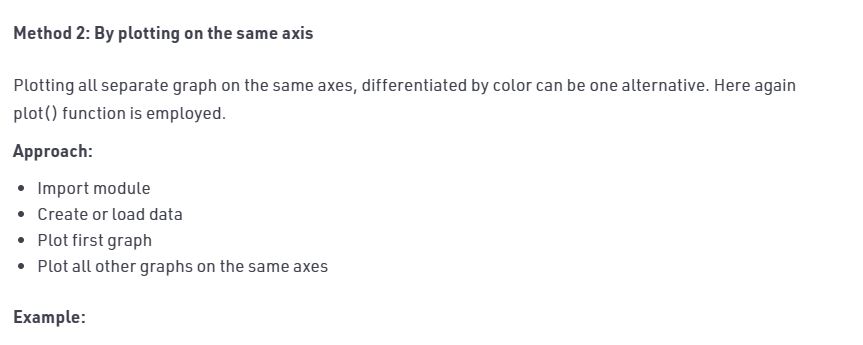 Method 2: By plotting on the same axis
Plotting all separate graph on the same axes, differentiated by color can be one alternative. Here again
plot() function is employed.
Approach:
• Import module
• Create or load data
• Plot first graph
• Plot all other graphs on the same axes
Example: